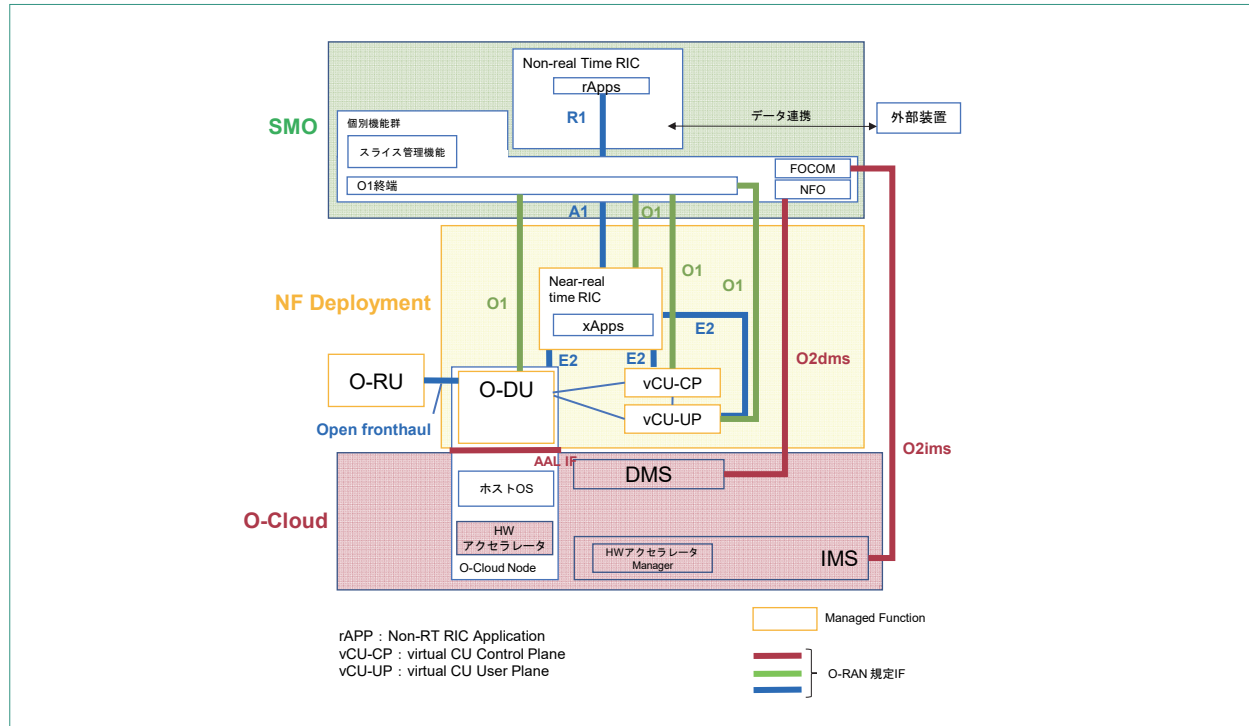 Non-real Time RIC
rApps
R1
SMO
個別機能群
スライス管理機能
データ連携
外部装置
FOCOM
NFO
O1終端
A1
O1
O1
O1
O1
NF Deployment
Near-real
time RIC
xApps
E2
E2
E2
O2dms
O-RU
O-DU
vCU-CP
vCU-UP
Open fronthaul
O2ims
AAL IF
DMS
ホストOS
O-Cloud
HW
アクセラレータ
O-Cloud Node
HWアクセラレータ
Manager
IMS
rAPP：Non-RT RIC Application
vCU-CP：virtual CU Control Plane
vCU-UP：virtual CU User Plane
Managed Function
O-RAN 規定IF